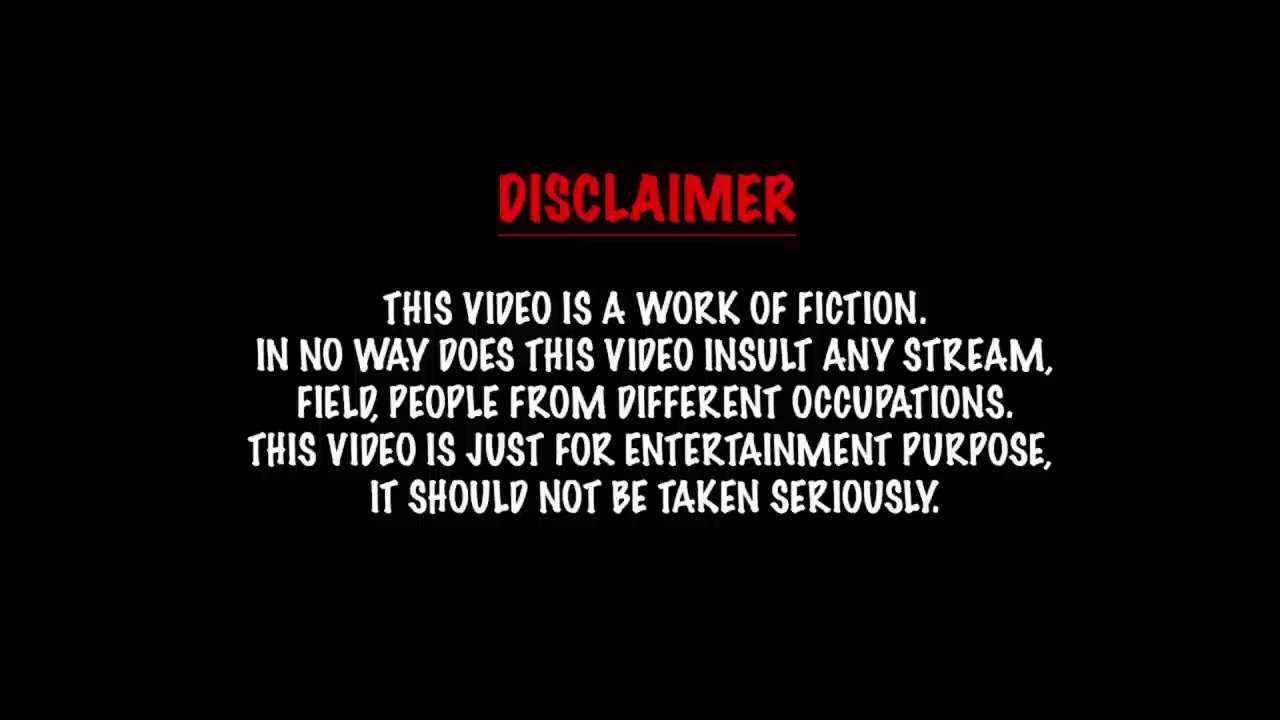 DISCLAIMER
THIS VIDEO IS A WORK OF FICTION.
IN NO WAY DOES THIS VIDEO INSULT ANY STREAM,
FIELD, PEOPLE FROM DIFFERENT OCCUPATIONS.
THIS VIDEO IS JUST FOR ENTERTAINMENT PURPOSE,
IT SHOULD NOT BE TAKEN SERIOUSLY.